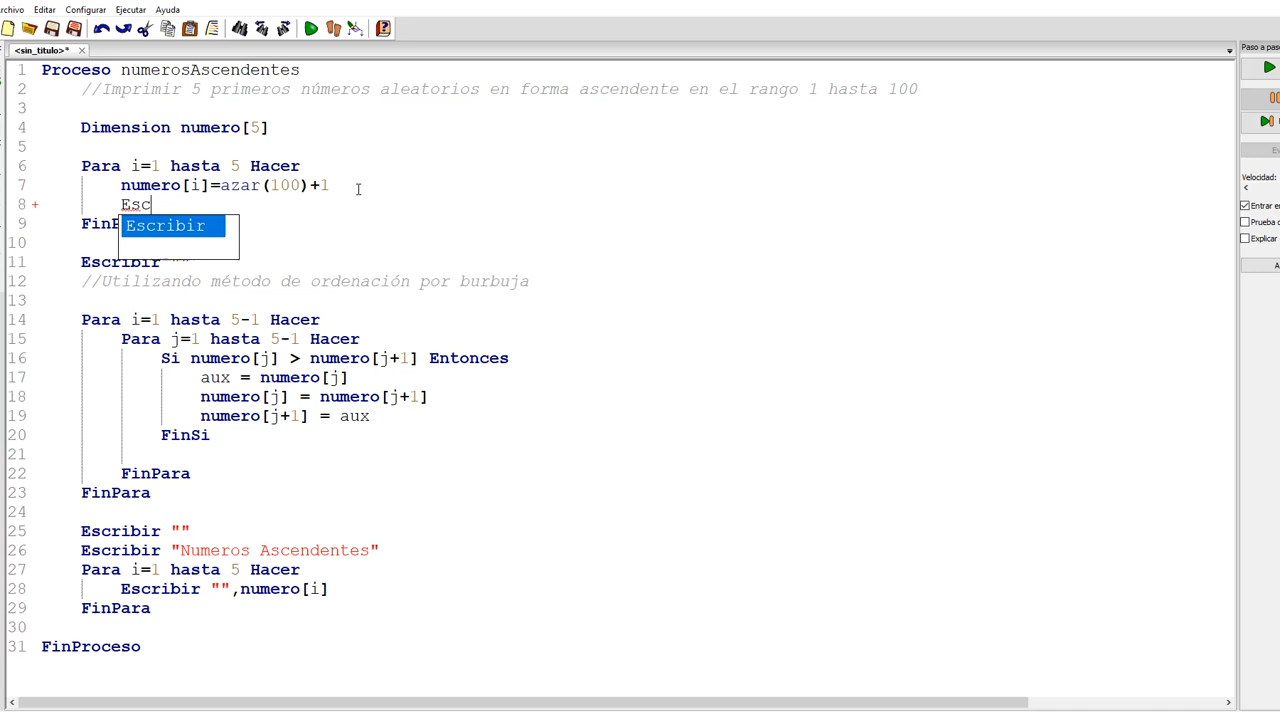 Archivo Editar Configurar Ejecutar Ayuda
<sin_titulo>*
Paso a paso
1 Proceso numerosAscendentes
2 //Imprimir 5 primeros números aleatorios en forma ascendente en el rango 1 hasta 100
3
4 Dimension numero[5]
5
6 Para i=1 hasta 5 Hacer
7 numero[i]=azar(100)+1
8 + Esc
Escribir
9 FinP
10
11 Escribir ""
12 //Utilizando método de ordenación por burbuja
13
14 Para i=1 hasta 5-1 Hacer
15 Para j=1 hasta 5-1 Hacer
16 Si numero[j] > numero[j+1] Entonces
17 aux = numero[j]
18 numero[j] = numero[j+1]
19 numero[j+1] = aux
20 FinSi
21
22 FinPara
23 FinPara
24
25 Escribir ""
26 Escribir "Numeros Ascendentes"
27 Para i=1 hasta 5 Hacer
28 Escribir "",numero[i]
29 FinPara
30
31 FinProceso
Velocidad:
Entrar en
Prueba d
Explicar